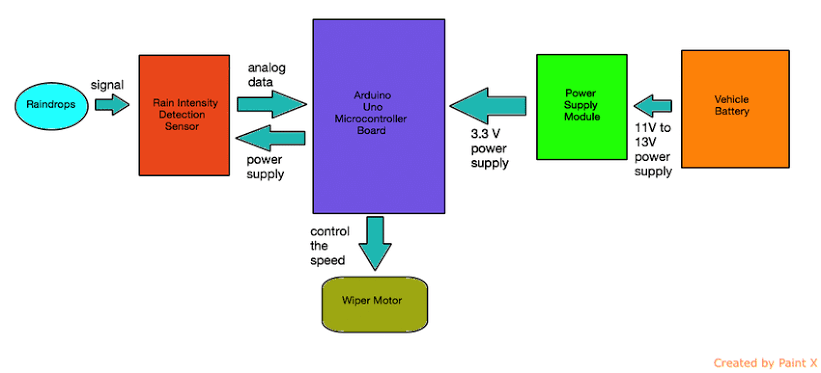 Raindrops
signal
Rain Intensity
Detection
Sensor
analog
data
power
supply
Arduino
Uno
Microcontroller
Board
control
the
speed
Wiper Motor
3.3 V
power
supply
Power
Supply
Module
11V to
13V
power
supply
Vehicle
Battery
Created by Paint X